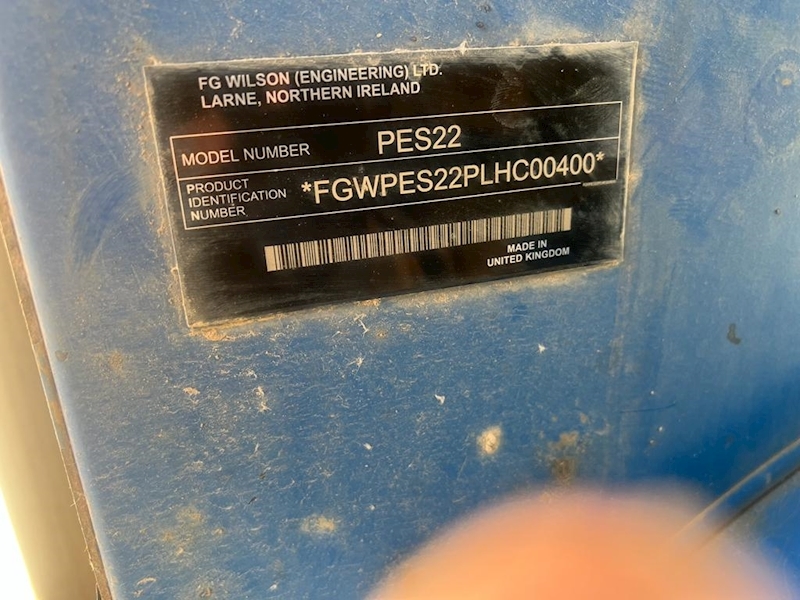 FG WILSON (ENGINEERING) LTD.
LARNE, NORTHERN IRELAND
MODEL NUMBER PES22
PRODUCT
IDENTIFICATION
NUMBER
*FGWPES22PLHC00400*
MADE IN
UNITED KINGDOM